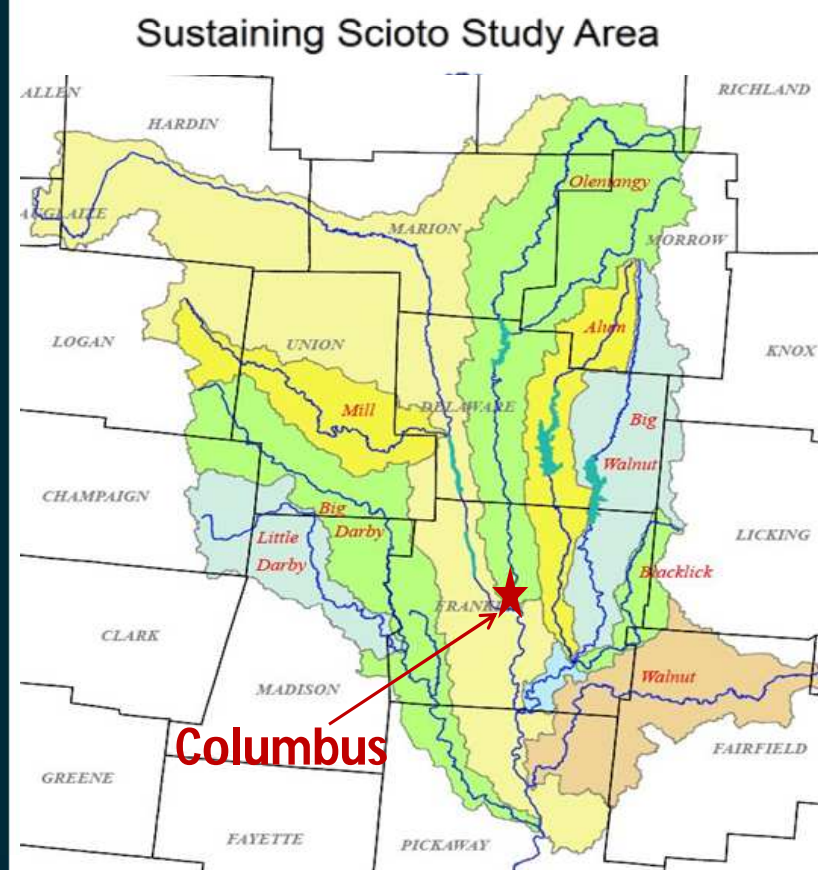 Sustaining Scioto Study Area
ALLEN
RICHLAND
HARDIN
Olentangy
AUGLAIZE
MARION
MORROW
Alum
LOGAN
UNION
KNOX
Mill
DELAWARE
Big
Walnut
CHAMPAIGN
Big
Darby
Little
Darby
LICKING
Blacklick
FRANKLIN
CLARK
Walnut
MADISON
Columbus
FAIRFIELD
GREENE
FAYETTE
PICKAWAY